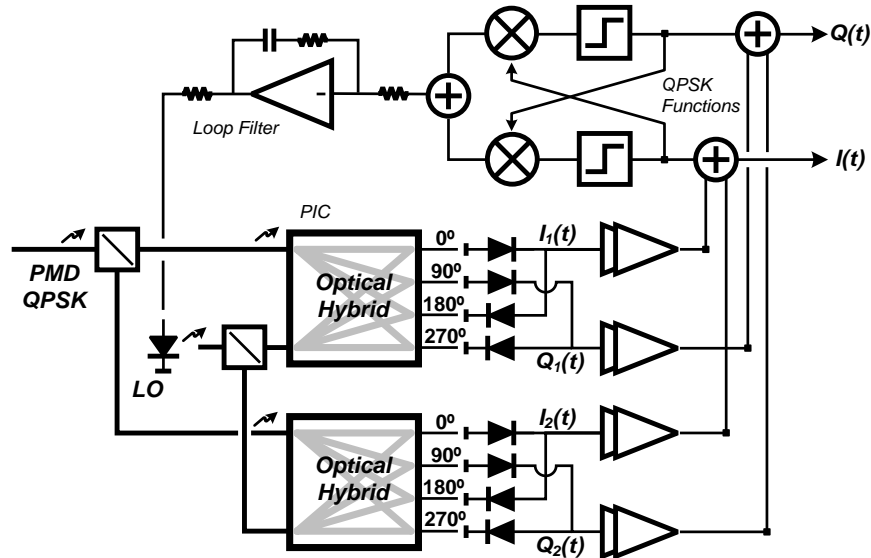 Q(t)
QPSK
Functions
Loop Filter
I(t)
PIC
PMD
QPSK
Optical
Hybrid
0º
90º
180º
270º
I₁(t)
Q₁(t)
LO
Optical
Hybrid
0º
90º
180º
270º
I₂(t)
Q₂(t)